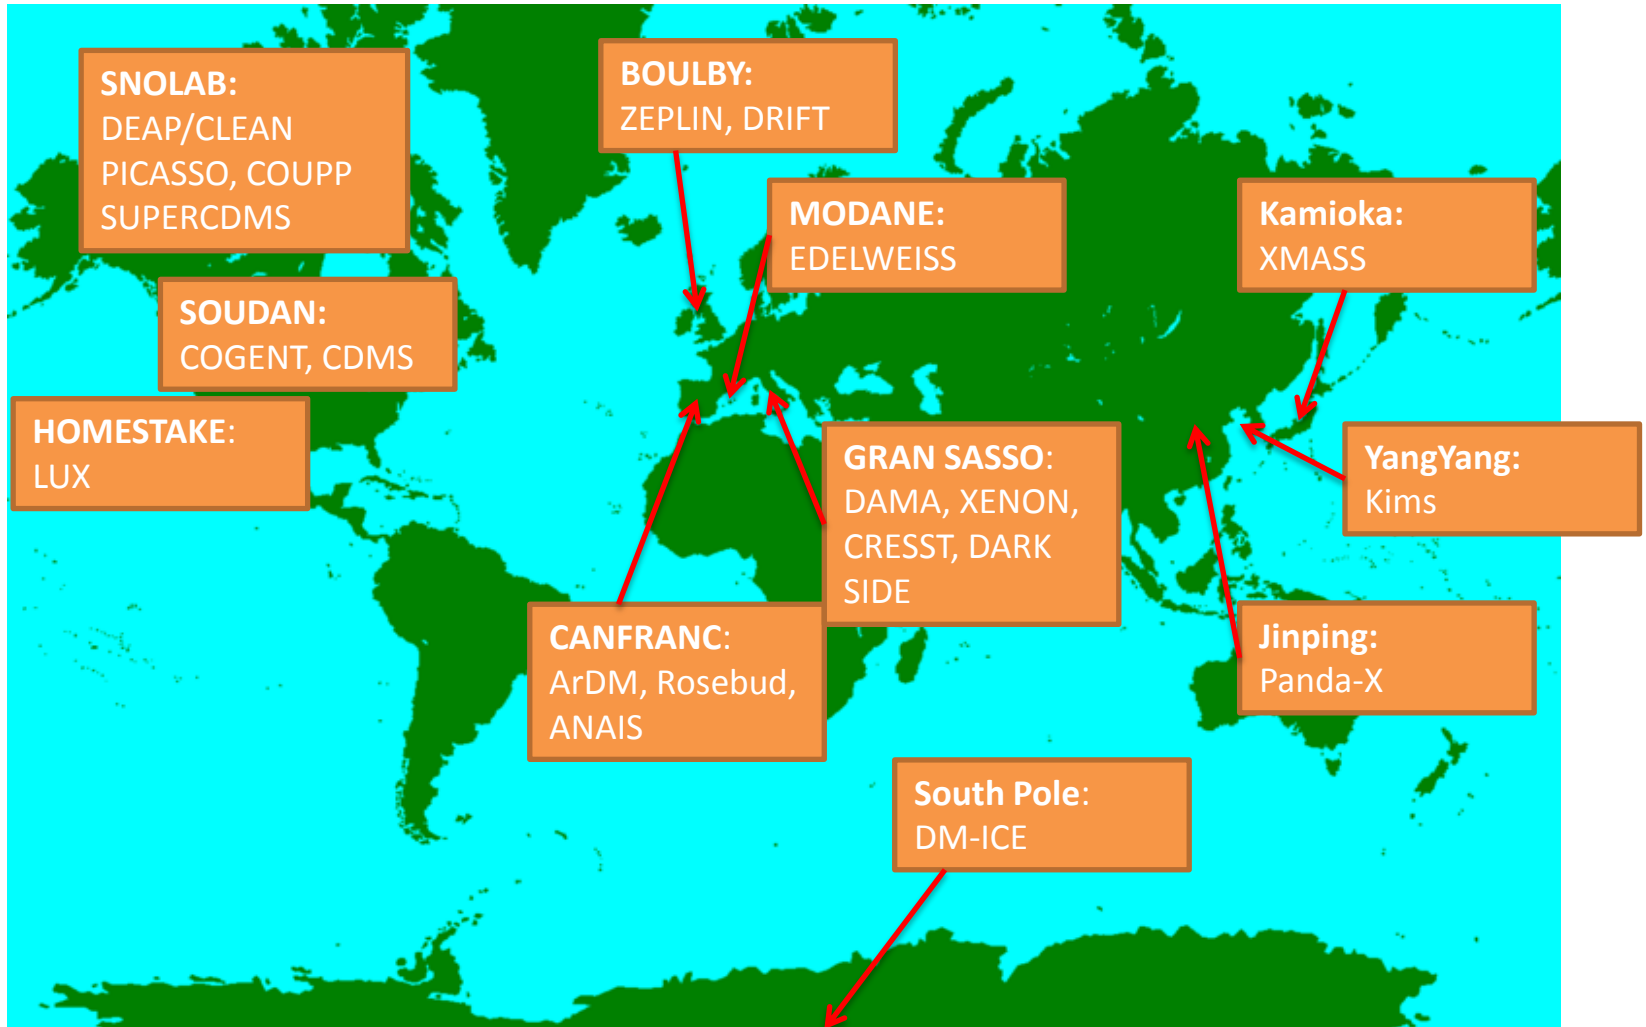 SNOLAB:
DEAP/CLEAN
PICASSO, COUPP
SUPERCDMS
BOULBY:
ZEPLIN, DRIFT
MODANE:
EDELWEISS
Kamioka:
XMASS
SOUDAN:
COGENT, CDMS
HOMESTAKE:
LUX
GRAN SASSO:
DAMA, XENON,
CRESST, DARK
SIDE
YangYang:
Kims
CANFRANC:
ArDM, Rosebud,
ANAIS
Jinping:
Panda-X
South Pole:
DM-ICE